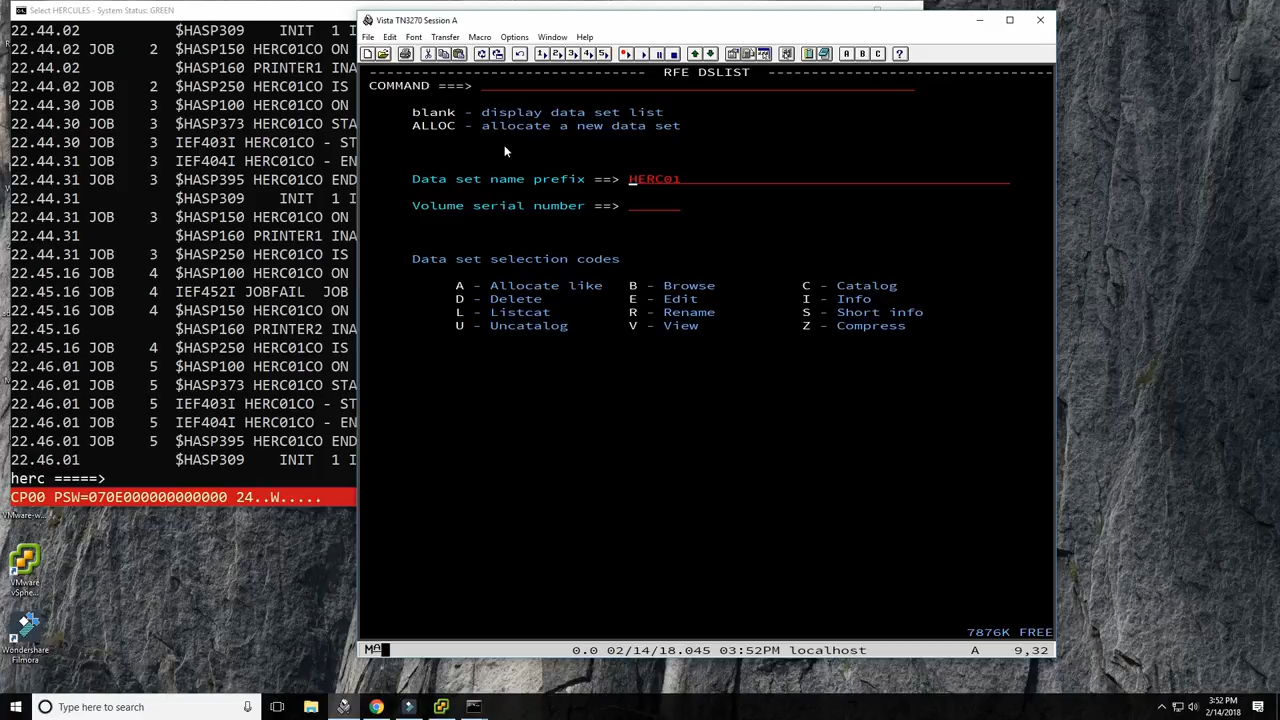 Select HERCULES - System Status: GREEN
22.44.02 $HASP309 INIT 1 I
22.44.02 JOB 2 $HASP150 HERC01CO ON
22.44.02 $HASP160 PRINTER1 INA
22.44.02 JOB 2 $HASP250 HERC01CO IS
22.44.30 JOB 3 $HASP100 HERC01CO ON
22.44.30 JOB 3 $HASP373 HERC01CO STA
22.44.30 JOB 3 IEF403I HERC01CO - ST
22.44.31 JOB 3 IEF404I HERC01CO - EN
22.44.31 JOB 3 $HASP395 HERC01CO END
22.44.31 $HASP309 INIT 1 I
22.44.31 JOB 3 $HASP150 HERC01CO ON
22.44.31 $HASP160 PRINTER1 INA
22.44.31 JOB 3 $HASP250 HERC01CO IS
22.45.16 JOB 4 $HASP100 HERC01CO ON
22.45.16 JOB 4 IEF452I JOBFAIL JOB
22.45.16 JOB 4 $HASP150 HERC01CO ON
22.45.16 $HASP160 PRINTER2 INA
22.45.16 JOB 4 $HASP250 HERC01CO IS
22.46.01 JOB 5 $HASP100 HERC01CO ON
22.46.01 JOB 5 $HASP373 HERC01CO STA
22.46.01 JOB 5 IEF403I HERC01CO - ST
22.46.01 JOB 5 IEF404I HERC01CO - EN
22.46.01 JOB 5 $HASP395 HERC01CO END
22.46.01 $HASP309 INIT 1 I
herc =====>
CP00 PSW=070E000000000000 24..W.....
Vista TN3270 Session A
File Edit Font Transfer Macro Options Window Help
1 2 3 4 5 A B C ?
RFE DSLIST
COMMAND ===>
blank - display data set list
ALLOC - allocate a new data set
Data set name prefix ==> HERC01
Volume serial number ==>
Data set selection codes
A - Allocate like B - Browse C - Catalog
D - Delete E - Edit I - Info
L - Listcat R - Rename S - Short info
U - Uncatalog V - View Z - Compress
7876K FREE
0.0 02/14/18.045 03:52PM localhost A 9,32
VMware-w...
VMware
vSphe...
Wondershare
Filmora
Type here to search
3:52 PM
2/14/2018